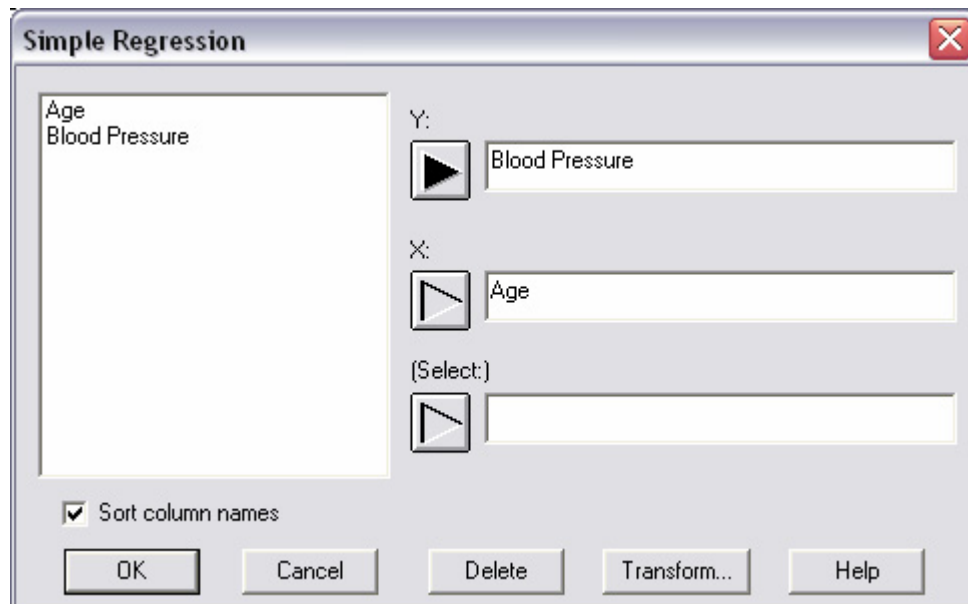 Simple Regression
Age
Blood Pressure
Y:
Blood Pressure
X:
Age
(Select:)
Sort column names
OK
Cancel
Delete
Transform...
Help